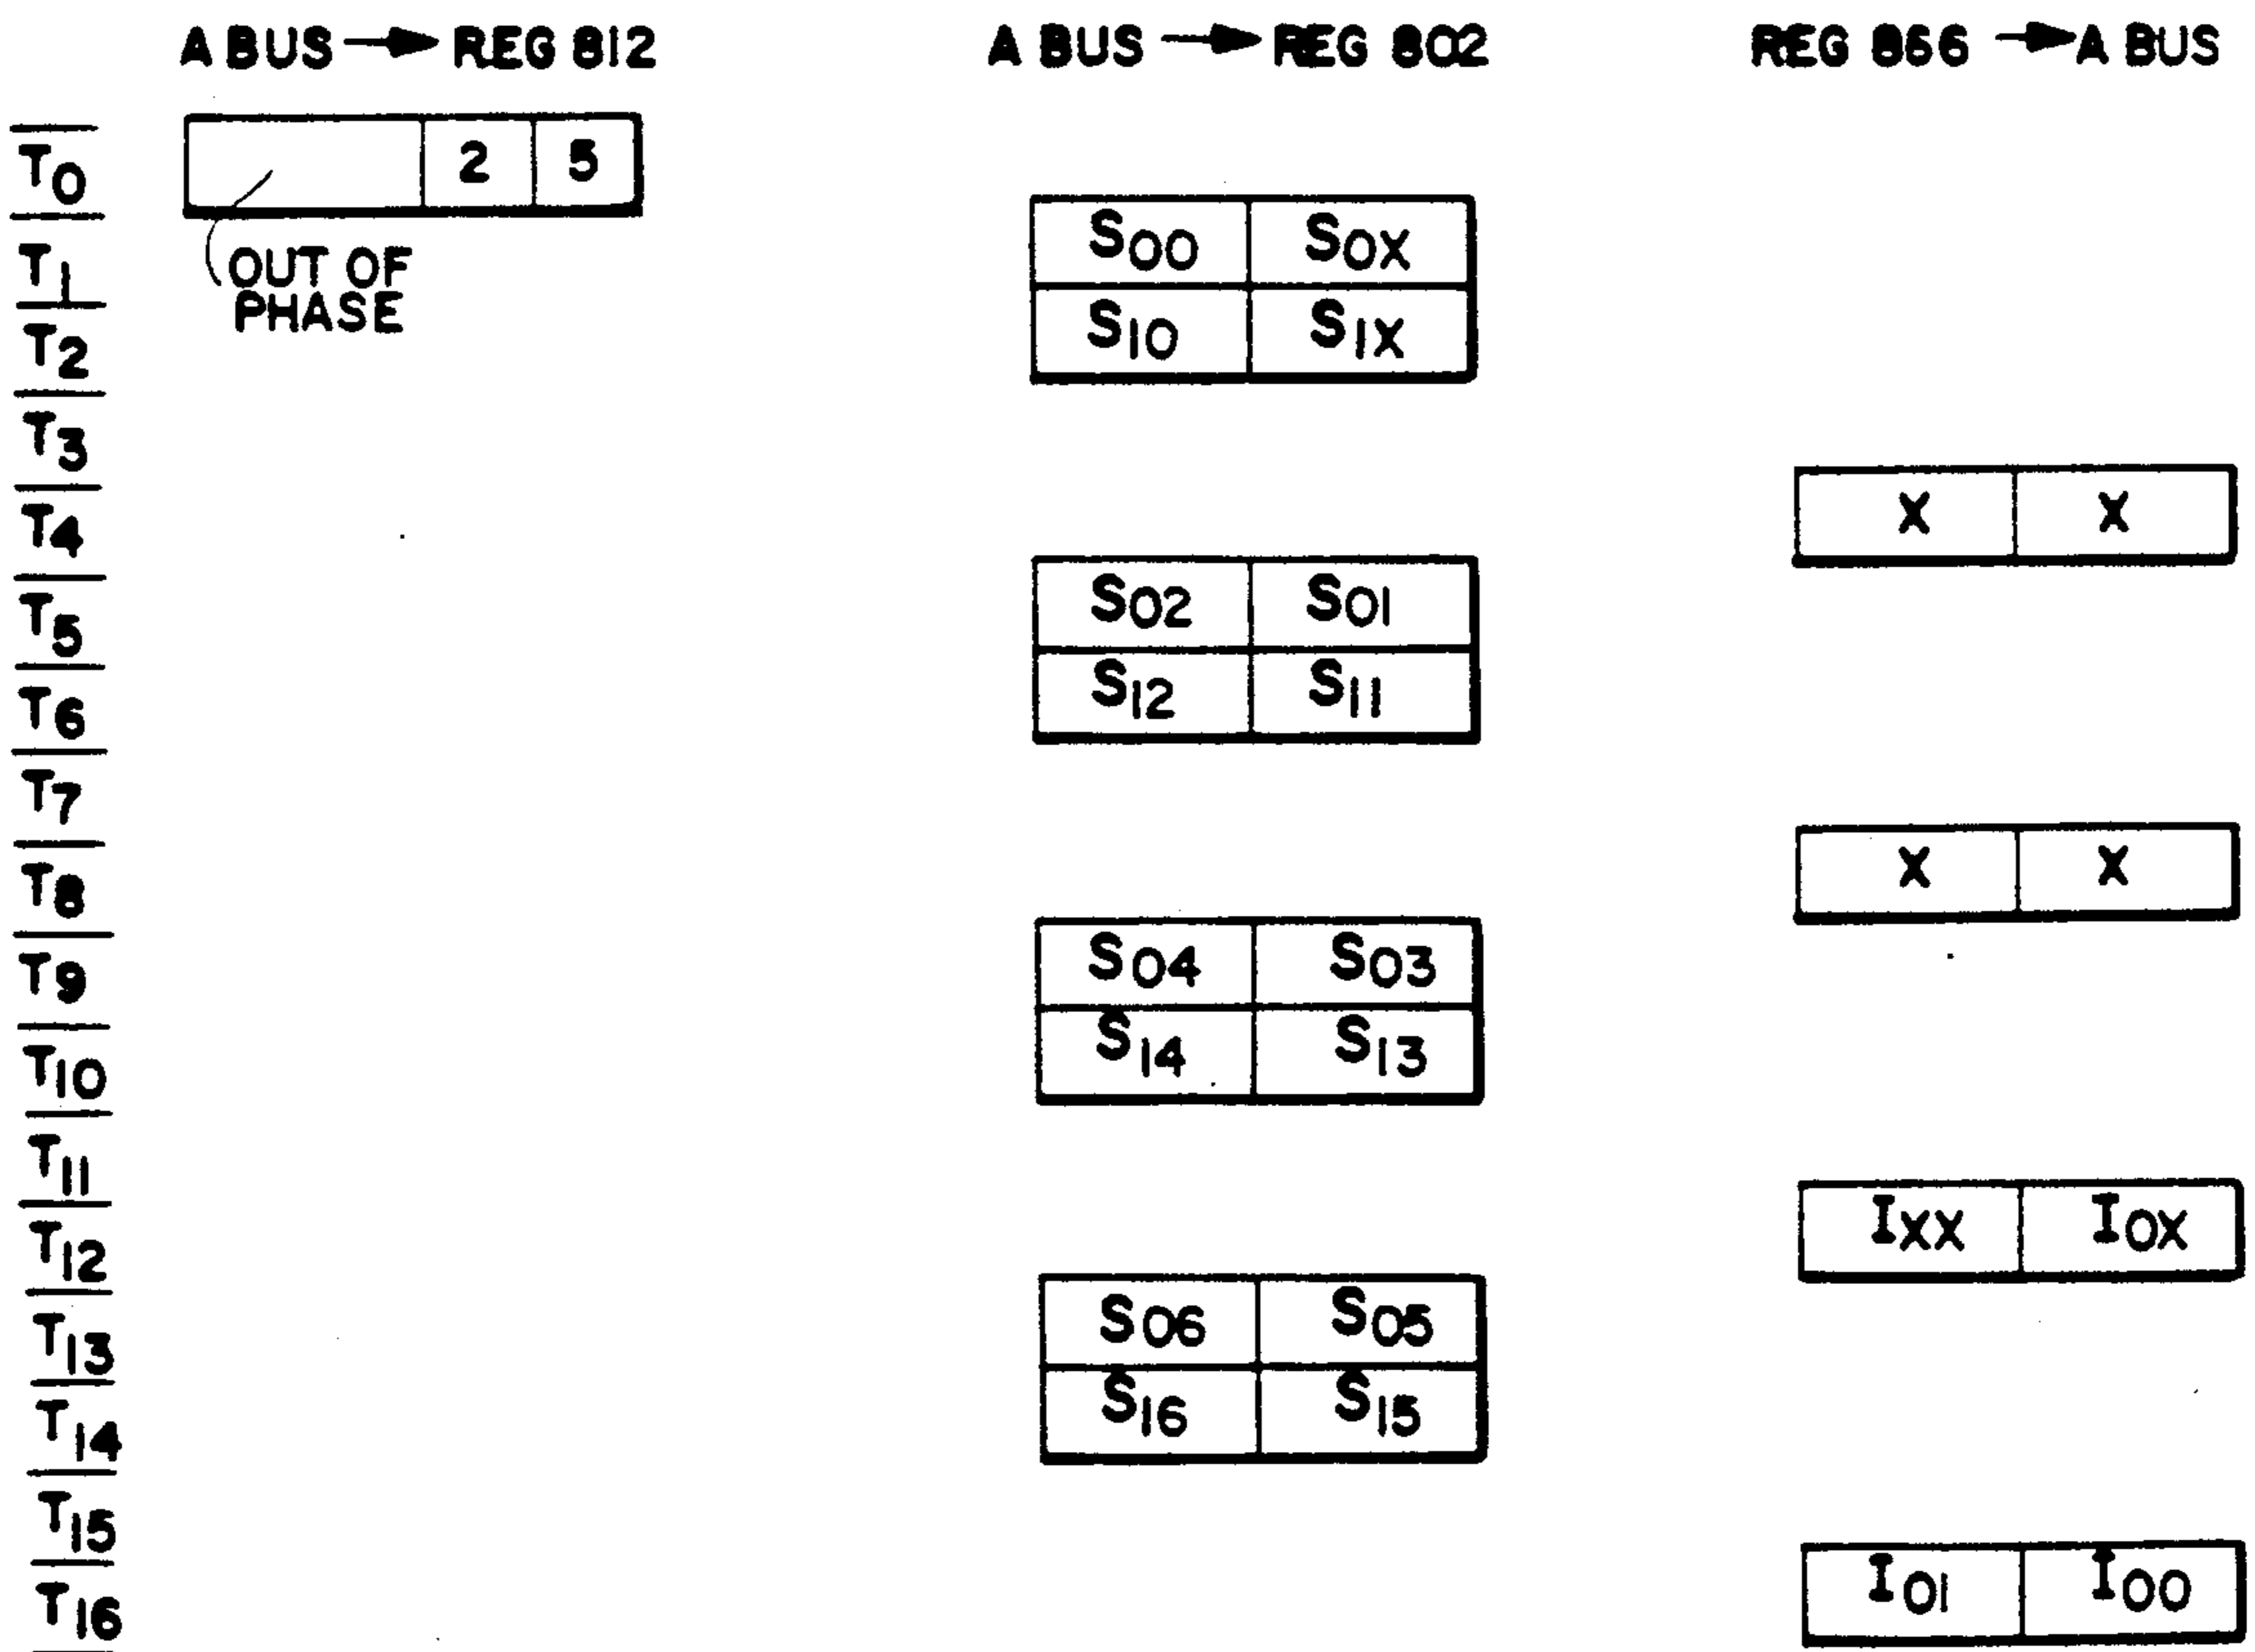 A BUS → REG 812 A BUS → REG 802 REG 866 → A BUS
T0 2 5
OUT OF
PHASE
T1 S00 S0X
T2 S10 S1X
T3
T4 X X
T5 S02 S01
T6 S12 S11
T7
T8 X X
T9 S04 S03
T10 S14 S13
T11
T12 IXX I0X
T13 S06 S05
T14 S16 S15
T15
T16 I01 I00